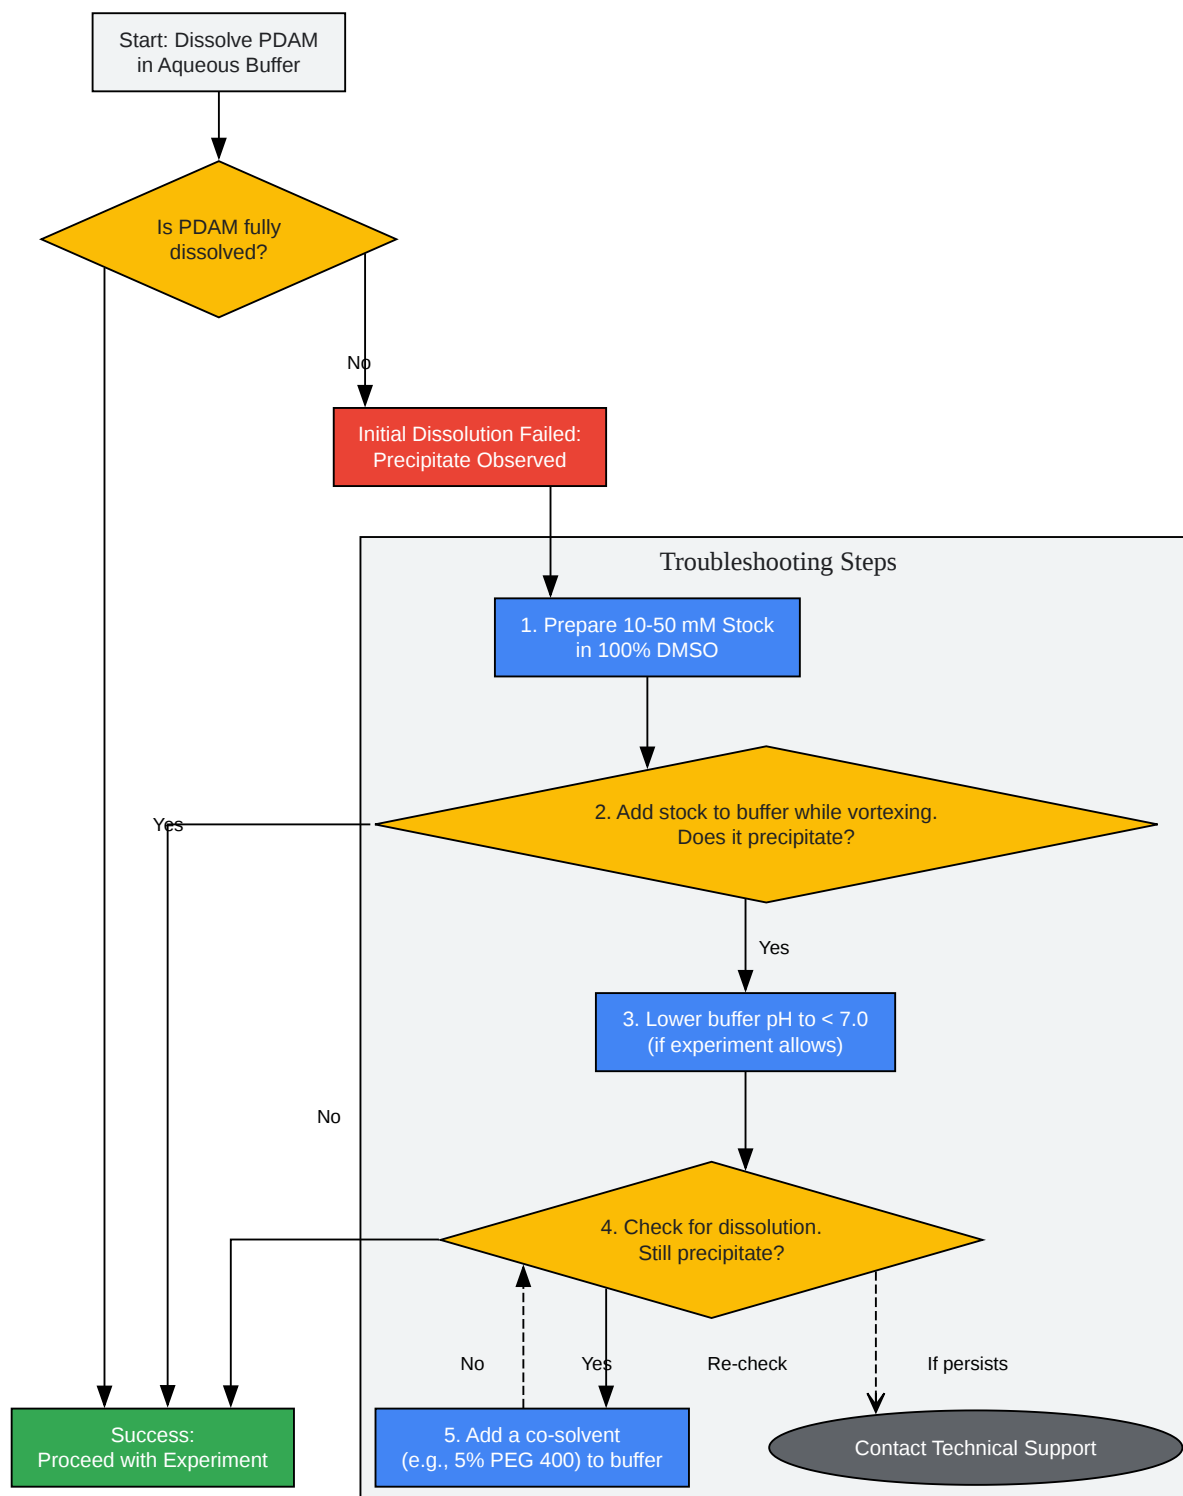 Start: Dissolve PDAM
in Aqueous Buffer
Is PDAM fully
dissolved?
No
Initial Dissolution Failed:
Precipitate Observed
Troubleshooting Steps
1. Prepare 10-50 mM Stock
in 100% DMSO
2. Add stock to buffer while vortexing.
Does it precipitate?
Yes
Yes
3. Lower buffer pH to < 7.0
(if experiment allows)
No
4. Check for dissolution.
Still precipitate?
No
Yes
Re-check
If persists
Success:
Proceed with Experiment
5. Add a co-solvent
(e.g., 5% PEG 400) to buffer
Contact Technical Support